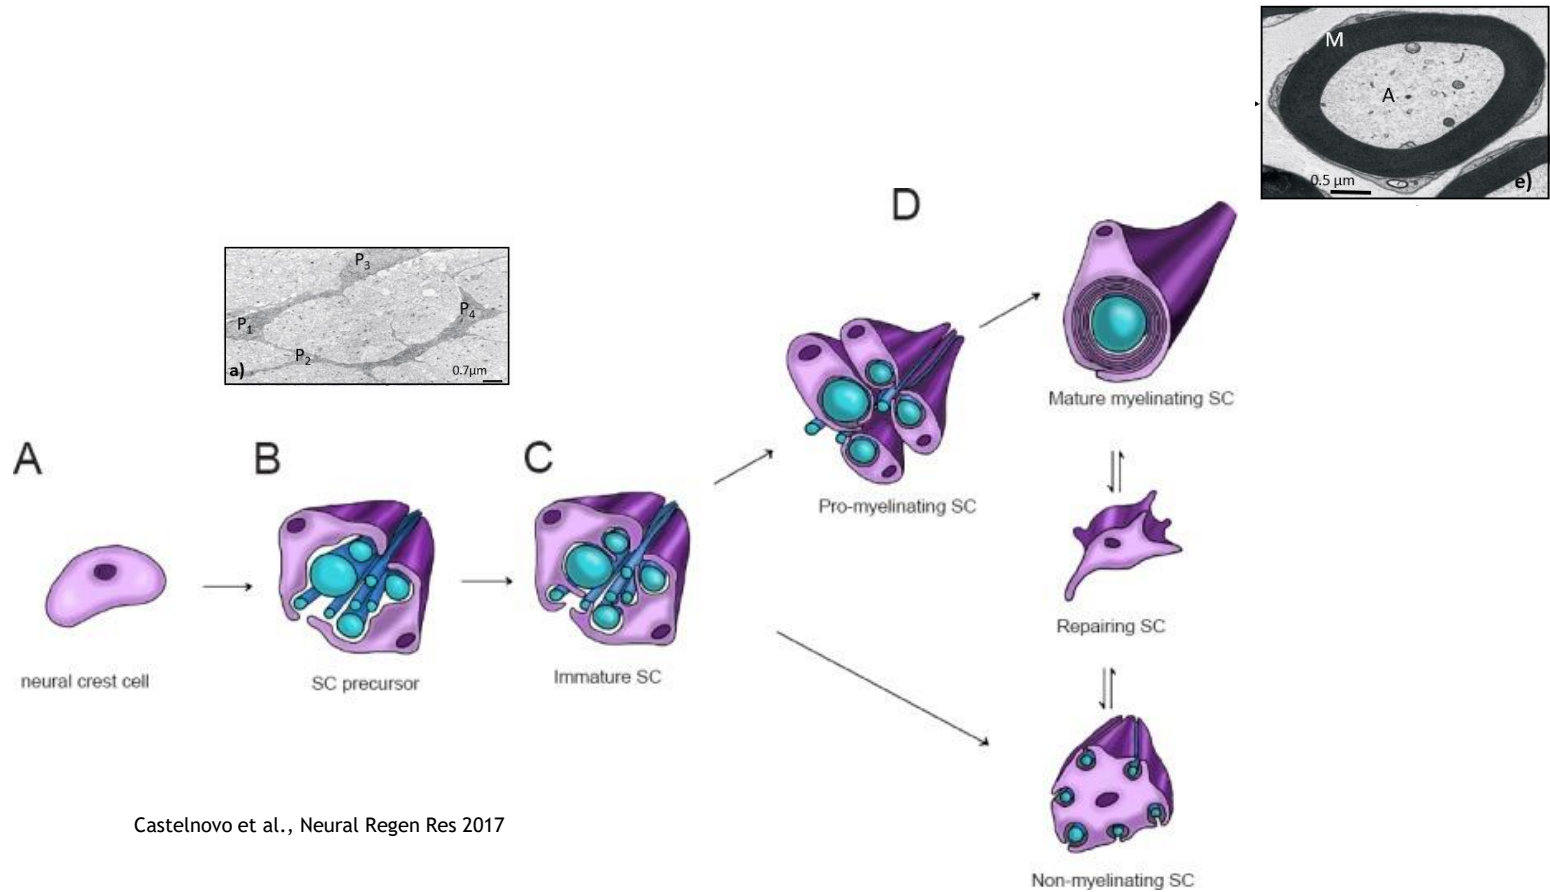 M
A
0.5 µm
e)
D
P3
P1
P4
P2
a)
0.7µm
Mature myelinating SC
A
B
C
Pro-myelinating SC
Repairing SC
neural crest cell
SC precursor
Immature SC
Castelnovo et al., Neural Regen Res 2017
Non-myelinating SC